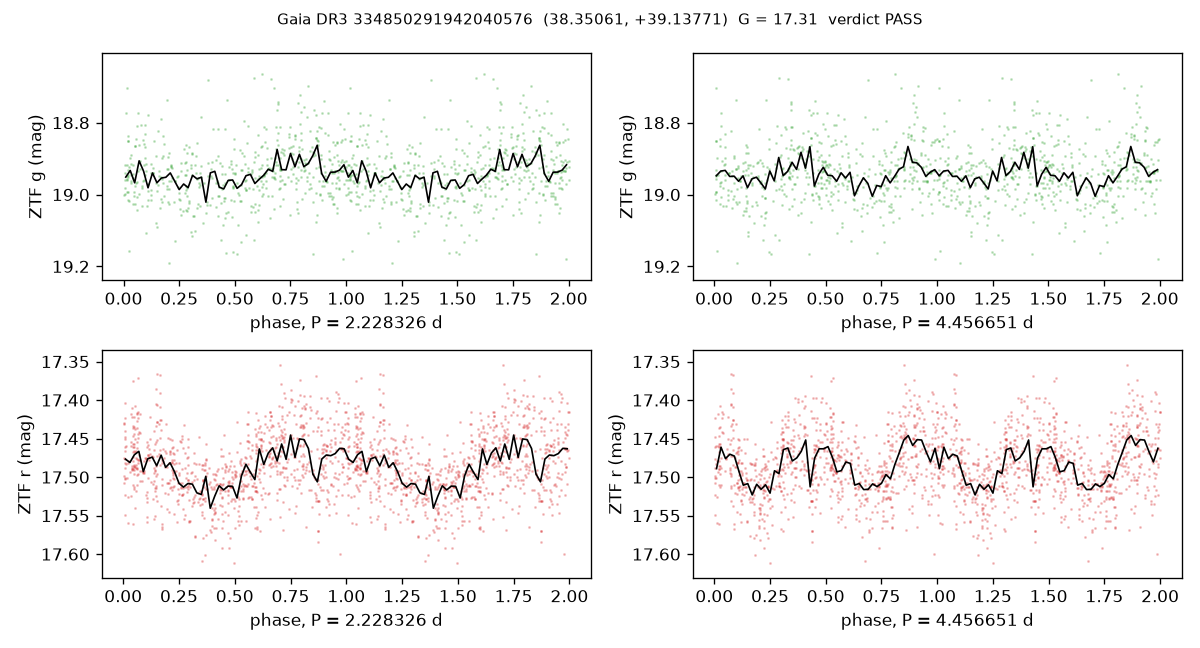 Gaia DR3 334850291942040576 (38.35061, +39.13771) G = 17.31 verdict PASS
ZTF g (mag)
18.8
19.0
19.2
0.00 0.25 0.50 0.75 1.00 1.25 1.50 1.75 2.00
phase, P = 2.228326 d
ZTF g (mag)
18.8
19.0
19.2
0.00 0.25 0.50 0.75 1.00 1.25 1.50 1.75 2.00
phase, P = 4.456651 d
ZTF r (mag)
17.35
17.40
17.45
17.50
17.55
17.60
0.00 0.25 0.50 0.75 1.00 1.25 1.50 1.75 2.00
phase, P = 2.228326 d
ZTF r (mag)
17.35
17.40
17.45
17.50
17.55
17.60
0.00 0.25 0.50 0.75 1.00 1.25 1.50 1.75 2.00
phase, P = 4.456651 d